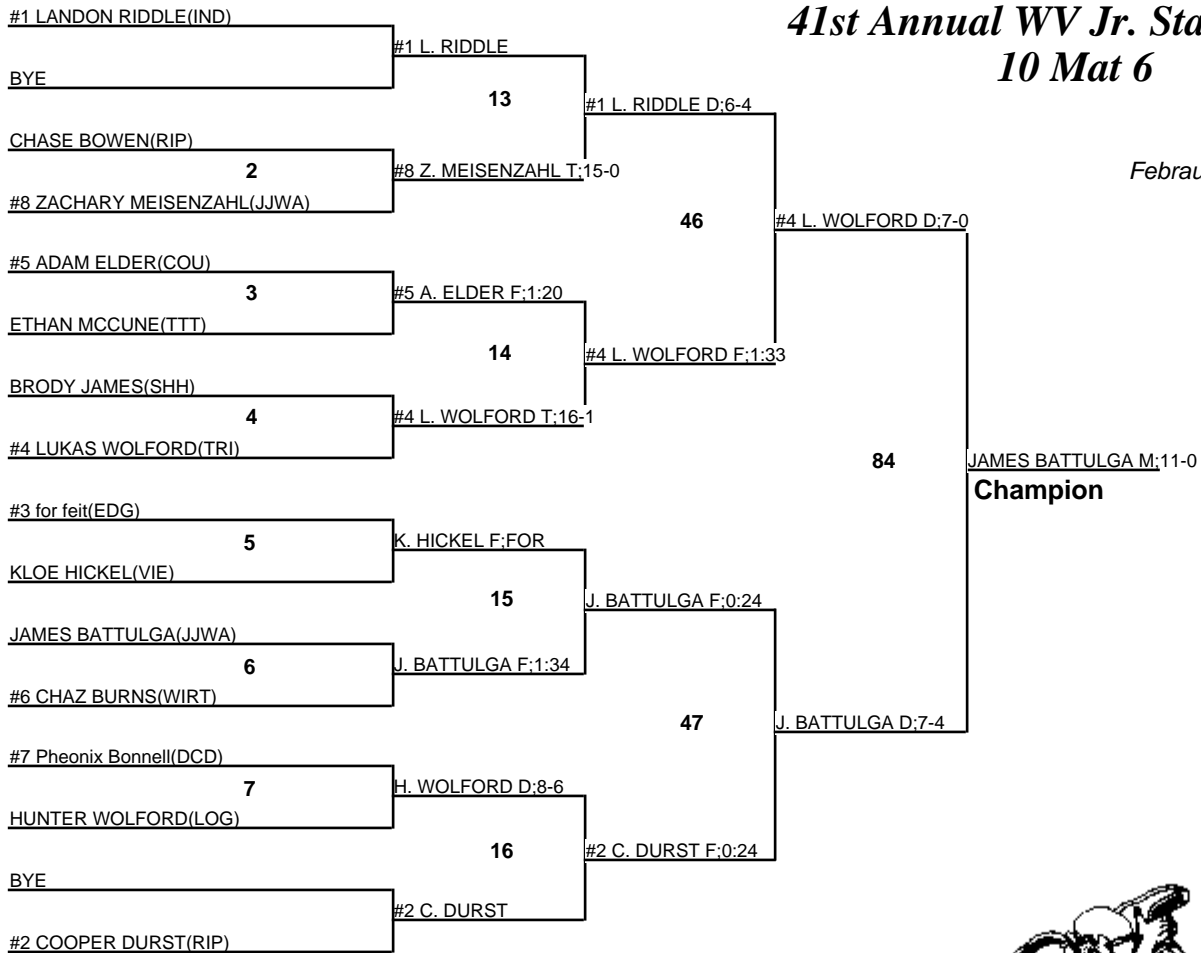 #1 LANDON RIDDLE(IND)
BYE
CHASE BOWEN(RIP)
2
#8 ZACHARY MEISENZAHL(JJWA)
#5 ADAM ELDER(COU)
3
ETHAN MCCUNE(TTT)
BRODY JAMES(SHH)
4
#4 LUKAS WOLFORD(TRI)
#3 for feit(EDG)
5
KLOE HICKEL(VIE)
JAMES BATTULGA(JJWA)
6
#6 CHAZ BURNS(WIRT)
#7 Pheonix Bonnell(DCD)
7
HUNTER WOLFORD(LOG)
BYE
#2 COOPER DURST(RIP)
#1 L. RIDDLE
13
#8 Z. MEISENZAHL T;15-0
#5 A. ELDER F;1:20
14
#4 L. WOLFORD T;16-1
K. HICKEL F;FOR
15
J. BATTULGA F;1:34
H. WOLFORD D;8-6
16
#2 C. DURST
#1 L. RIDDLE D;6-4
46
#4 L. WOLFORD F;1:33
J. BATTULGA F;0:24
47
#2 C. DURST F;0:24
#4 L. WOLFORD D;7-0
84
J. BATTULGA D;7-4
JAMES BATTULGA M;11-0
Champion
41st Annual WV Jr. Sta
10 Mat 6
Febrau